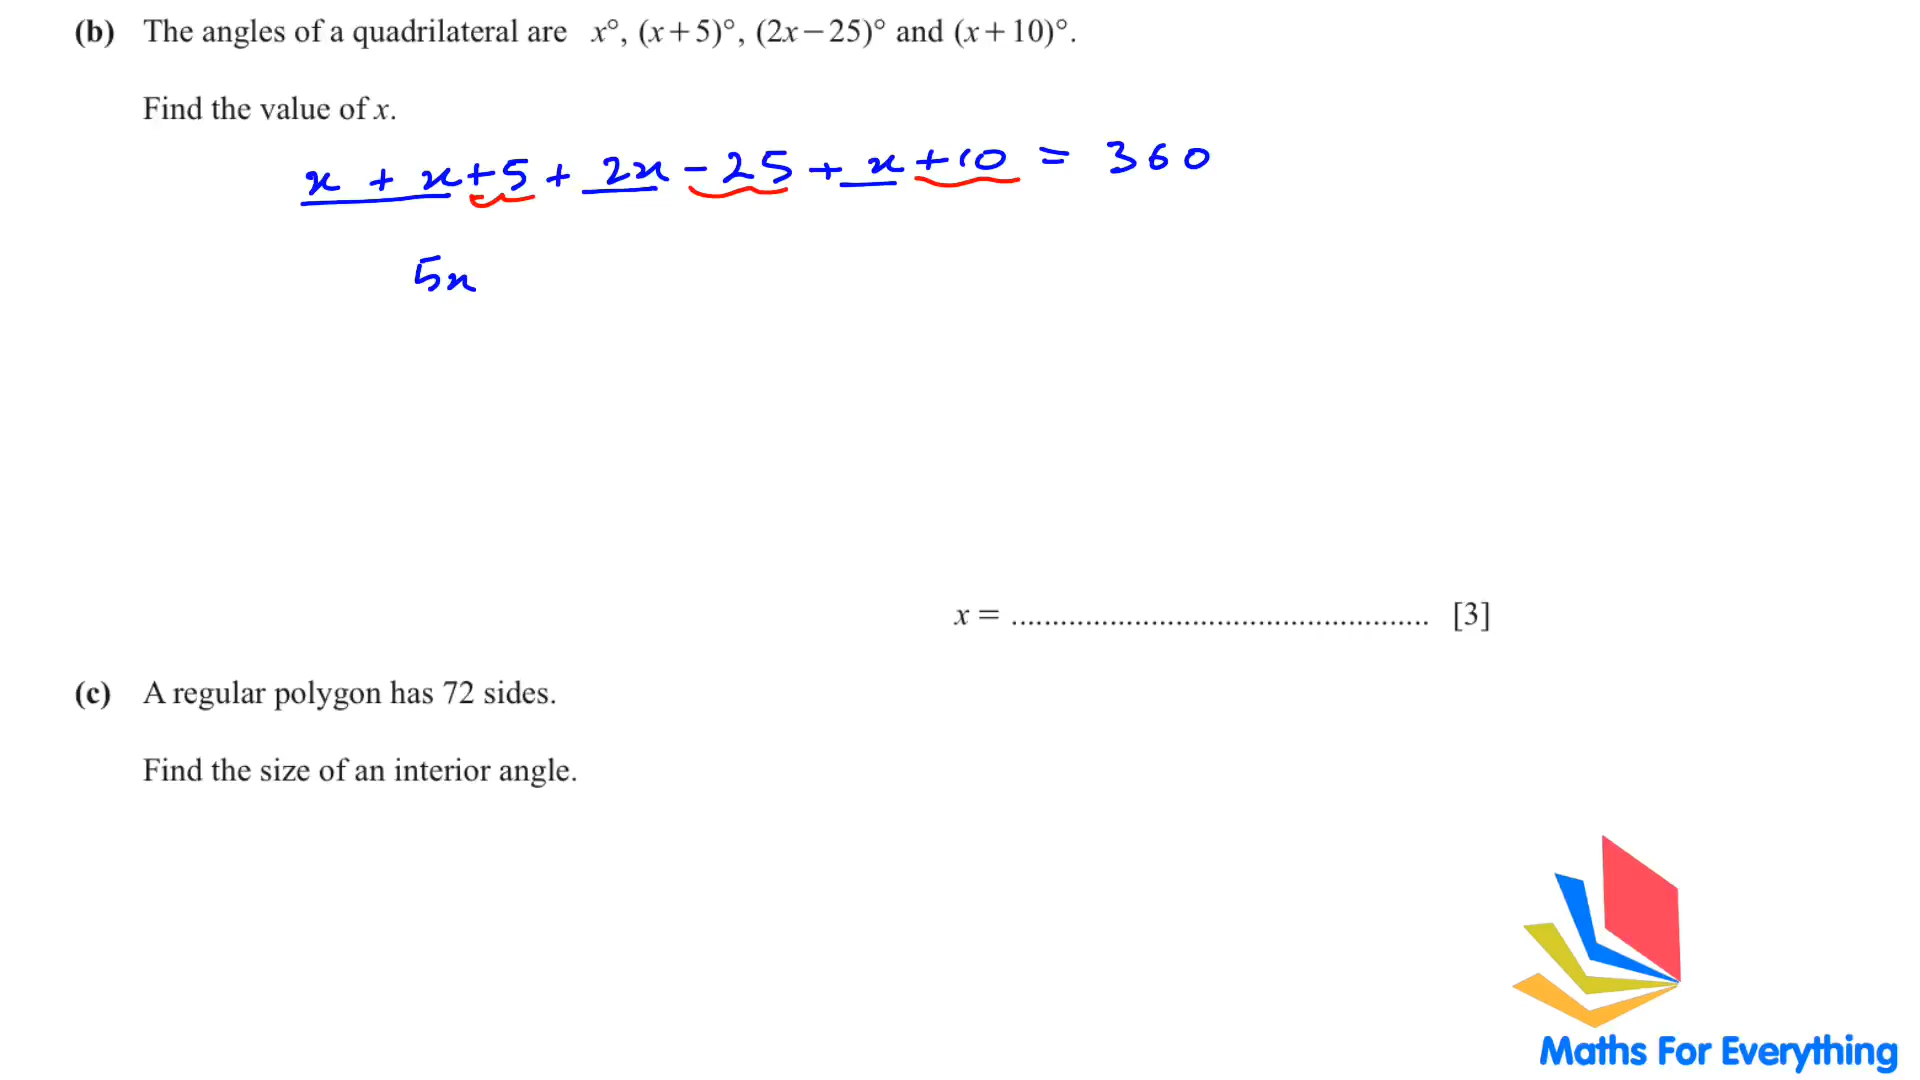 (b) The angles of a quadrilateral are x°, (x+5)°, (2x−25)° and (x+10)°.
Find the value of x.
x + x+5 + 2x −25 + x +10 = 360
5x
x = .................................................... [3]
(c) A regular polygon has 72 sides.
Find the size of an interior angle.
Maths For Everything